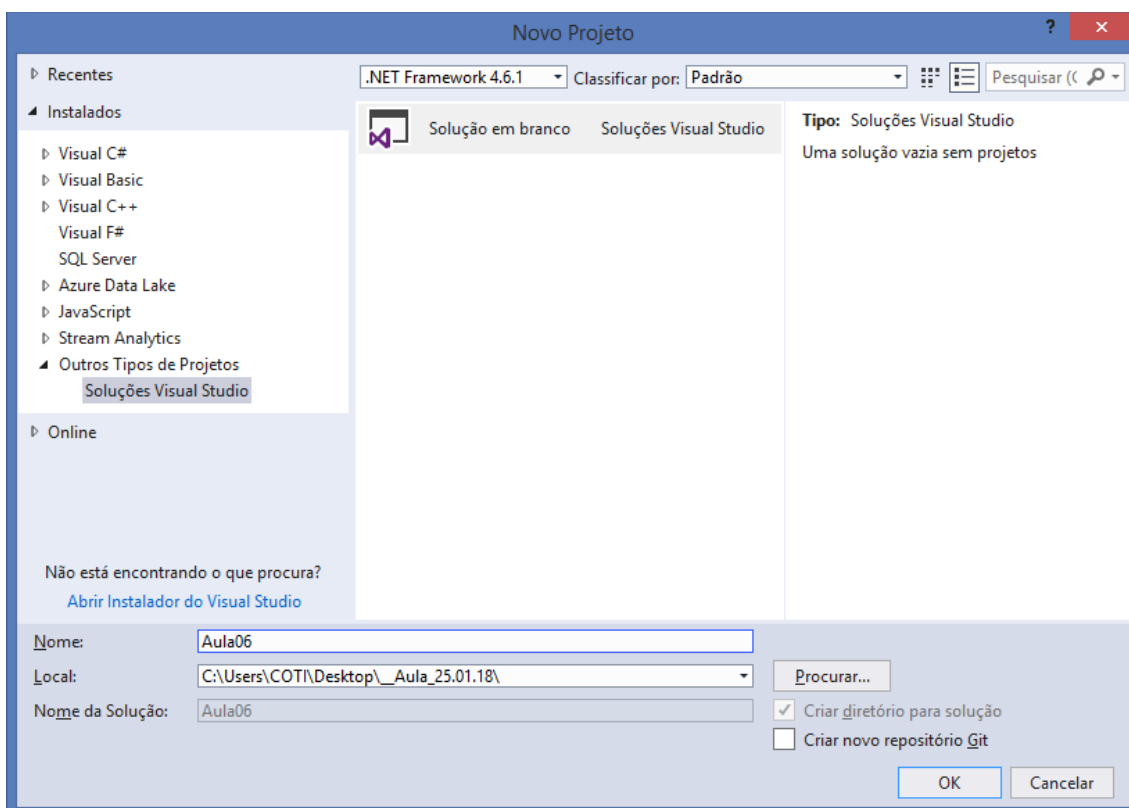 Novo Projeto
?
Recentes
.NET Framework 4.6.1 Classificar por: Padrão
Pesquisar ((
Instalados
Visual C#
Visual Basic
Visual C++
Visual F#
SQL Server
Azure Data Lake
JavaScript
Stream Analytics
Outros Tipos de Projetos
Soluções Visual Studio
Online
Não está encontrando o que procura?
Abrir Instalador do Visual Studio
Solução em branco Soluções Visual Studio
Tipo: Soluções Visual Studio
Uma solução vazia sem projetos
Nome: Aula06
Local: C:\Users\COTI\Desktop\__Aula_25.01.18\ Procurar...
Nome da Solução: Aula06
Criar diretório para solução
Criar novo repositório Git
OK Cancelar